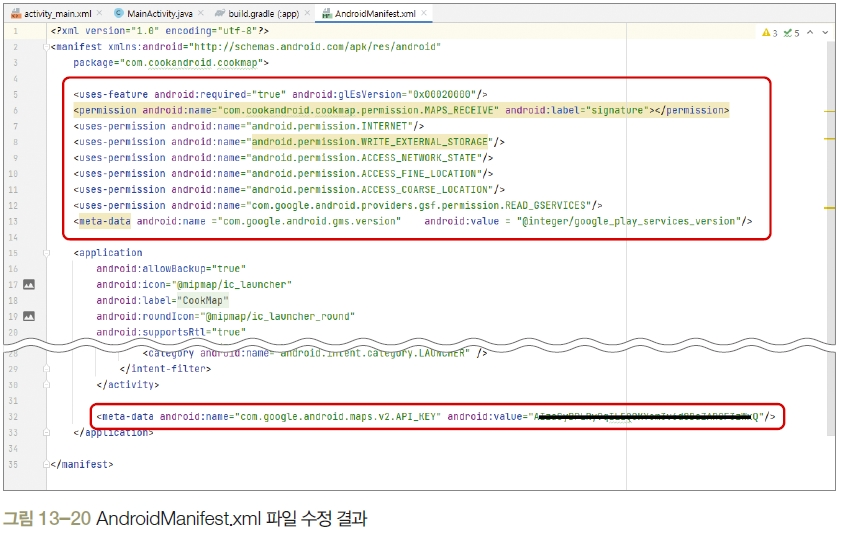 activity_main.xml MainActivity.java build.gradle (:app) AndroidManifest.xml
1 <?xml version="1.0" encoding="utf-8"?> 3 5
2 <manifest xmlns:android="http://schemas.android.com/apk/res/android"
3 package="com.cookandroid.cookmap">
4
5 <uses-feature android:required="true" android:glEsVersion="0x00020000"/>
6 <permission android:name="com.cookandroid.cookmap.permission.MAPS_RECEIVE" android:label="signature"></permission>
7 <uses-permission android:name="android.permission.INTERNET"/>
8 <uses-permission android:name="android.permission.WRITE_EXTERNAL_STORAGE"/>
9 <uses-permission android:name="android.permission.ACCESS_NETWORK_STATE"/>
10 <uses-permission android:name="android.permission.ACCESS_FINE_LOCATION"/>
11 <uses-permission android:name="android.permission.ACCESS_COARSE_LOCATION"/>
12 <uses-permission android:name="com.google.android.providers.gsf.permission.READ_GSERVICES"/>
13 <meta-data android:name ="com.google.android.gms.version" android:value = "@integer/google_play_services_version"/>
14
15 <application
16 android:allowBackup="true"
17 android:icon="@mipmap/ic_launcher"
18 android:label="CookMap"
19 android:roundIcon="@mipmap/ic_launcher_round"
20 android:supportsRtl="true"
28 <category android:name="android.intent.category.LAUNCHER" />
29 </intent-filter>
30 </activity>
31
32 <meta-data android:name="com.google.android.maps.v2.API_KEY" android:value="
"/>
33 </application>
34
35 </manifest>
그림 13-20 AndroidManifest.xml 파일 수정 결과